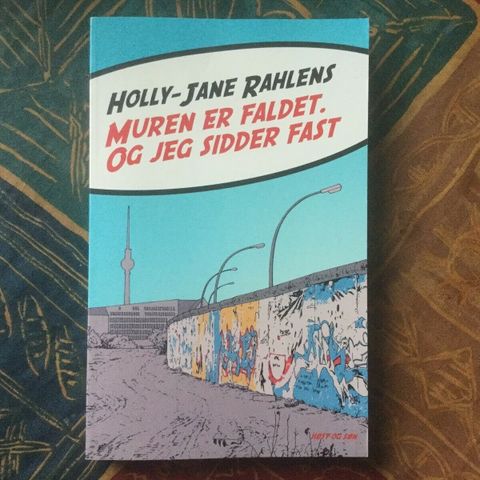 HOLLY-JANE RAHLENS
MUREN ER FALDET.
OG JEG SIDDER FAST
HØST OG SØN